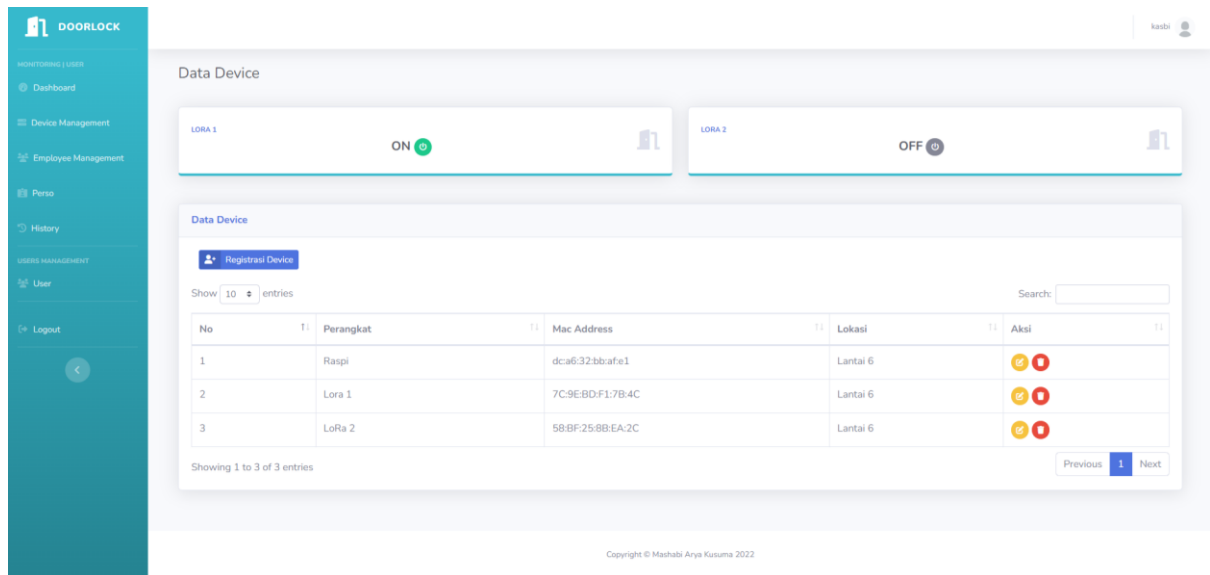 DOORLOCK
kasbi
MONITORING | USER
Dashboard
Device Management
Employee Management
Perso
History
USERS MANAGEMENT
User
Logout
Data Device
LORA 1
ON
LORA 2
OFF
Data Device
Registrasi Device
Show 10 entries
Search:
No Perangkat Mac Address Lokasi Aksi
1 Raspi dc:a6:32:bb:af:e1 Lantai 6
2 Lora 1 7C:9E:BD:F1:7B:4C Lantai 6
3 LoRa 2 58:BF:25:8B:EA:2C Lantai 6
Showing 1 to 3 of 3 entries
Previous 1 Next
Copyright © Mashabi Arya Kusuma 2022